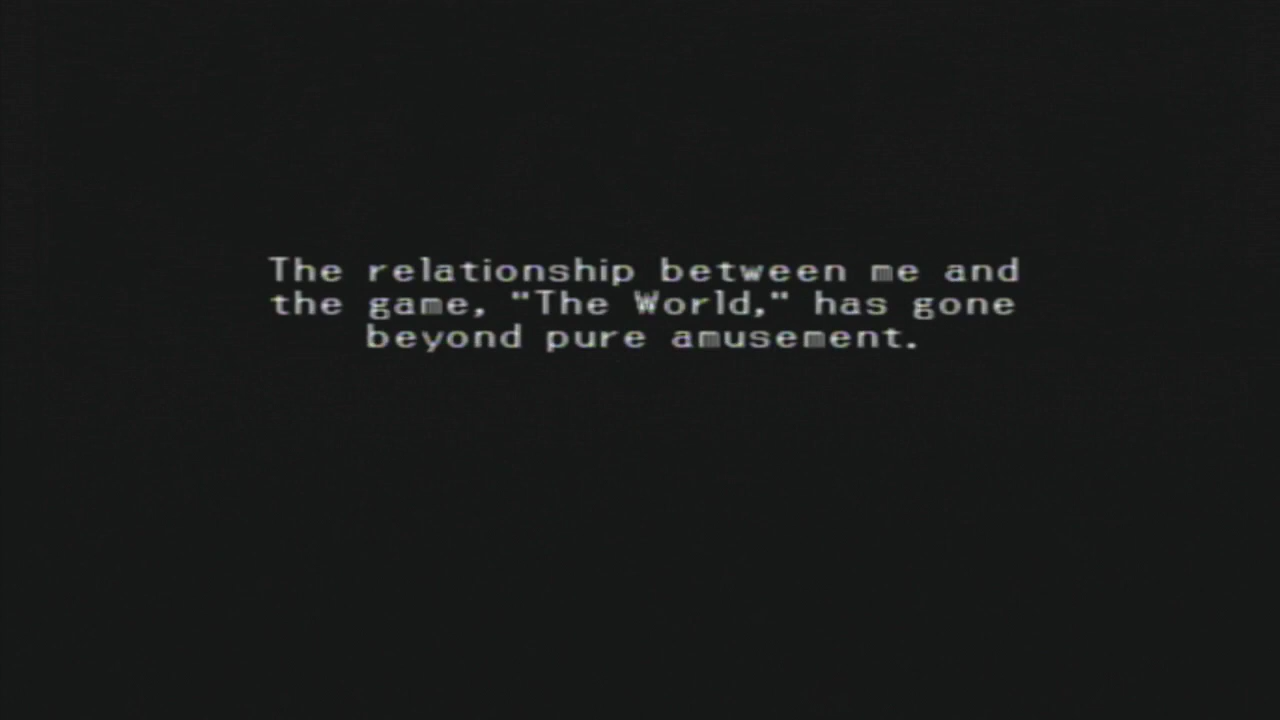 The relationship between me and
the game, "The World," has gone
beyond pure amusement.